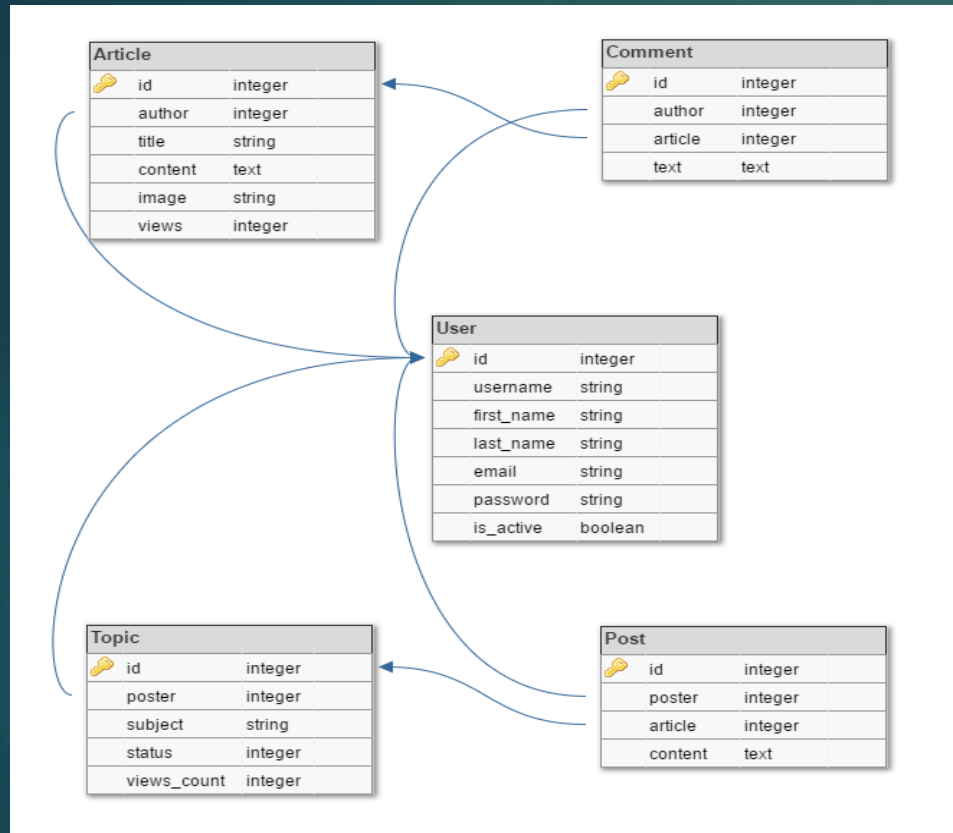 Article
id integer
author integer
title string
content text
image string
views integer
Comment
id integer
author integer
article integer
text text
User
id integer
username string
first_name string
last_name string
email string
password string
is_active boolean
Topic
id integer
poster integer
subject string
status integer
views_count integer
Post
id integer
poster integer
article integer
content text